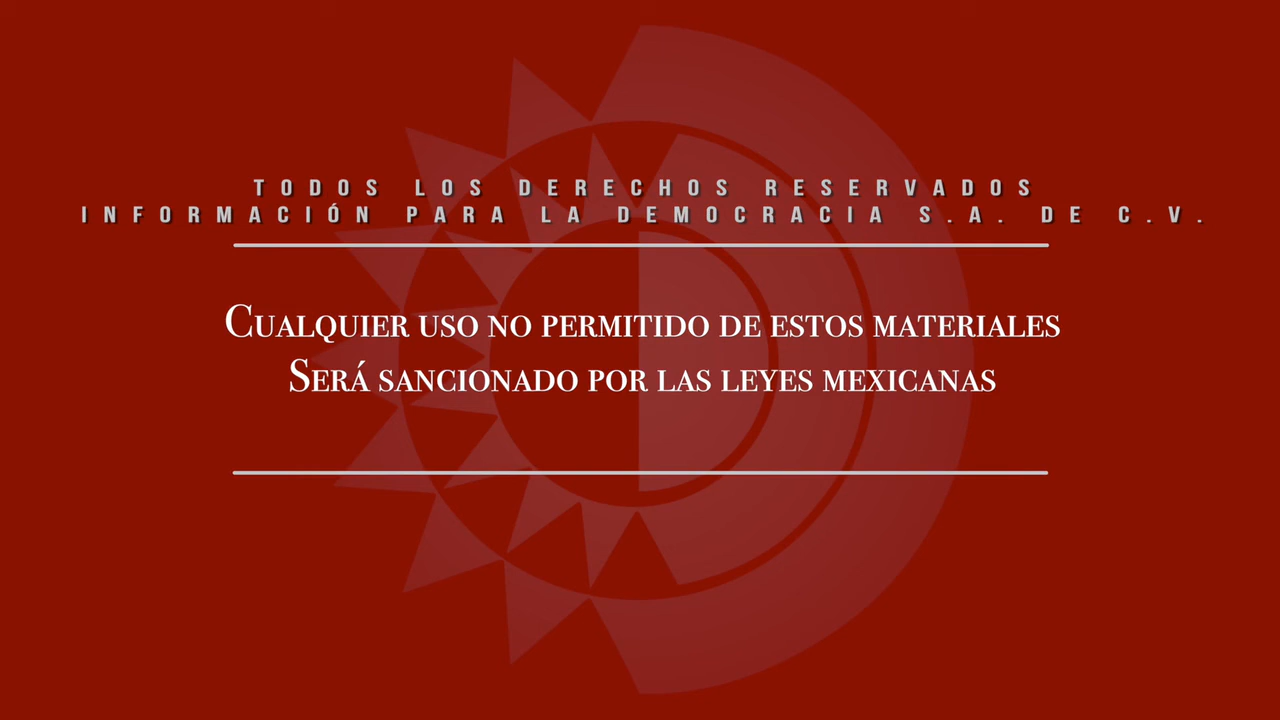 TODOS LOS DERECHOS RESERVADOS
INFORMACIÓN PARA LA DEMOCRACIA S.A. DE C.V.
Cualquier uso no permitido de estos materiales
Será sancionado por las leyes mexicanas